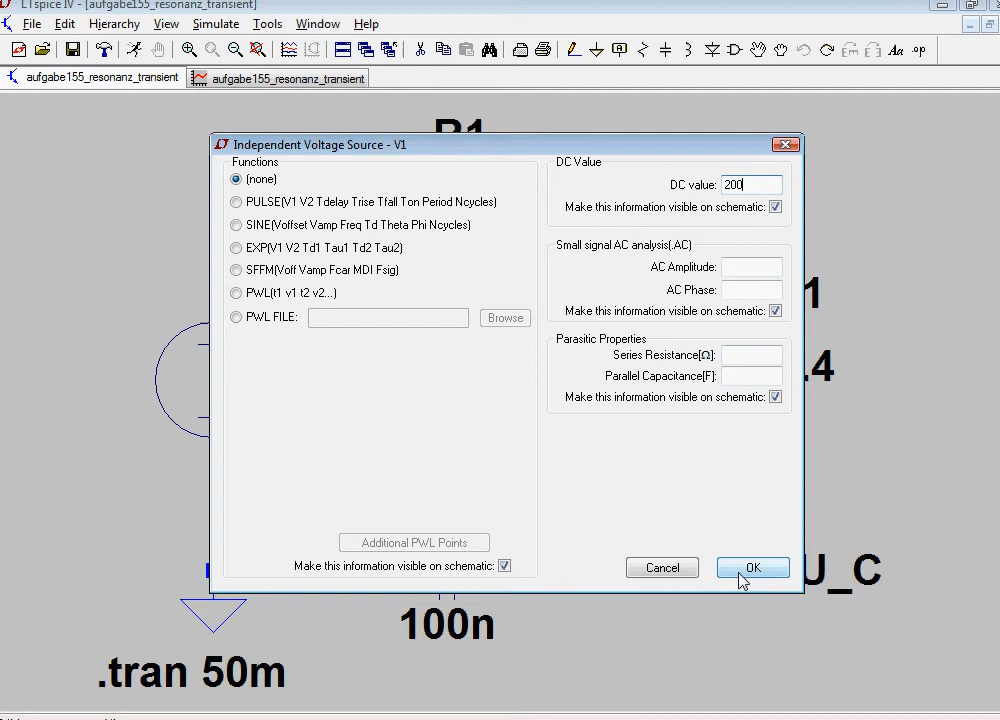 LTspice IV - [aufgabe155_resonanz_transient]
File Edit Hierarchy View Simulate Tools Window Help
Aa .op
aufgabe155_resonanz_transient aufgabe155_resonanz_transient
R1
Independent Voltage Source - V1
Functions
(none)
PULSE(V1 V2 Tdelay Trise Tfall Ton Period Ncycles)
SINE(Voffset Vamp Freq Td Theta Phi Ncycles)
EXP(V1 V2 Td1 Tau1 Td2 Tau2)
SFFM(Voff Vamp Fcar MDI Fsig)
PWL(t1 v1 t2 v2...)
PWL FILE: Browse
Additional PWL Points
Make this information visible on schematic:
DC Value
DC value: 200
Make this information visible on schematic:
Small signal AC analysis(.AC)
AC Amplitude:
AC Phase:
Make this information visible on schematic:
Parasitic Properties
Series Resistance[Ω]:
Parallel Capacitance[F]:
Make this information visible on schematic:
Cancel OK
1
.4
U_C
100n
.tran 50m